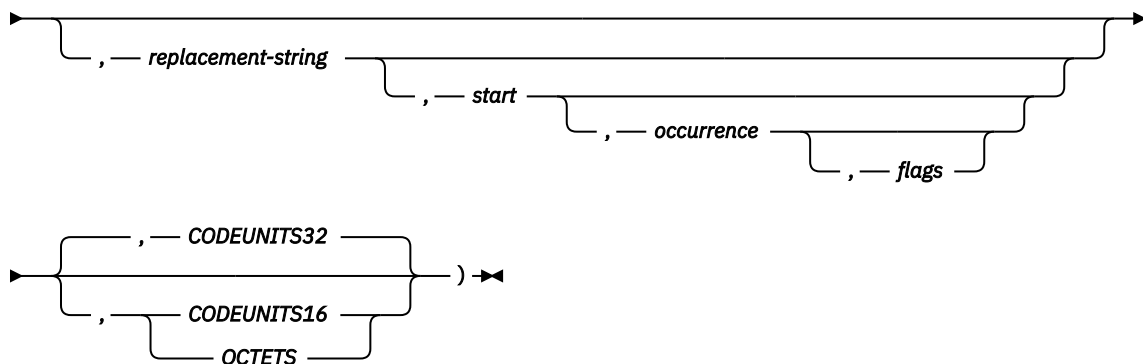 , replacement-string
, start
, occurrence
, flags
, CODEUNITS32
)
, CODEUNITS16
OCTETS